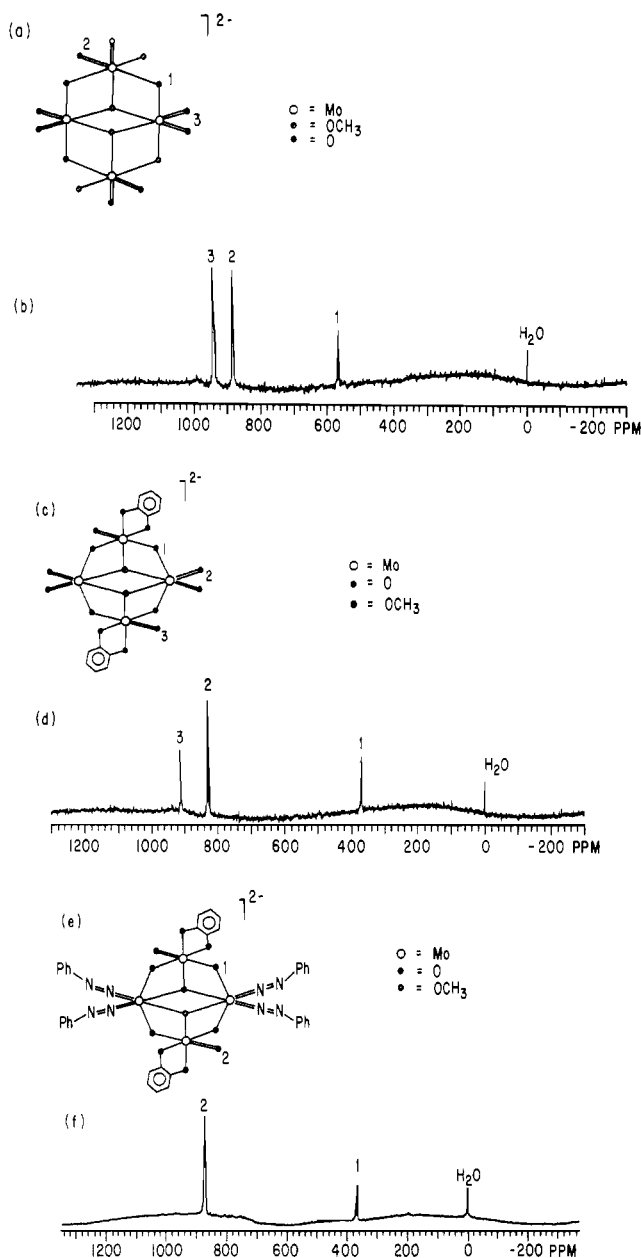 (a)
]2-
2
1
3
○ = Mo
= OCH3
● = O
(b)
3 2
1
H2O
1200 1000 800 600 400 200 0 -200 PPM
(c)
]2-
1
2
3
○ = Mo
● = O
● = OCH3
(d)
2
3
1
H2O
1200 1000 800 600 400 200 0 -200 PPM
(e)
]2-
Ph N=N
N=N Ph
1
Ph N=N
N=N Ph
2
○ = Mo
● = O
= OCH3
(f)
2
1
H2O
1200 1000 800 600 400 200 0 -200 PPM